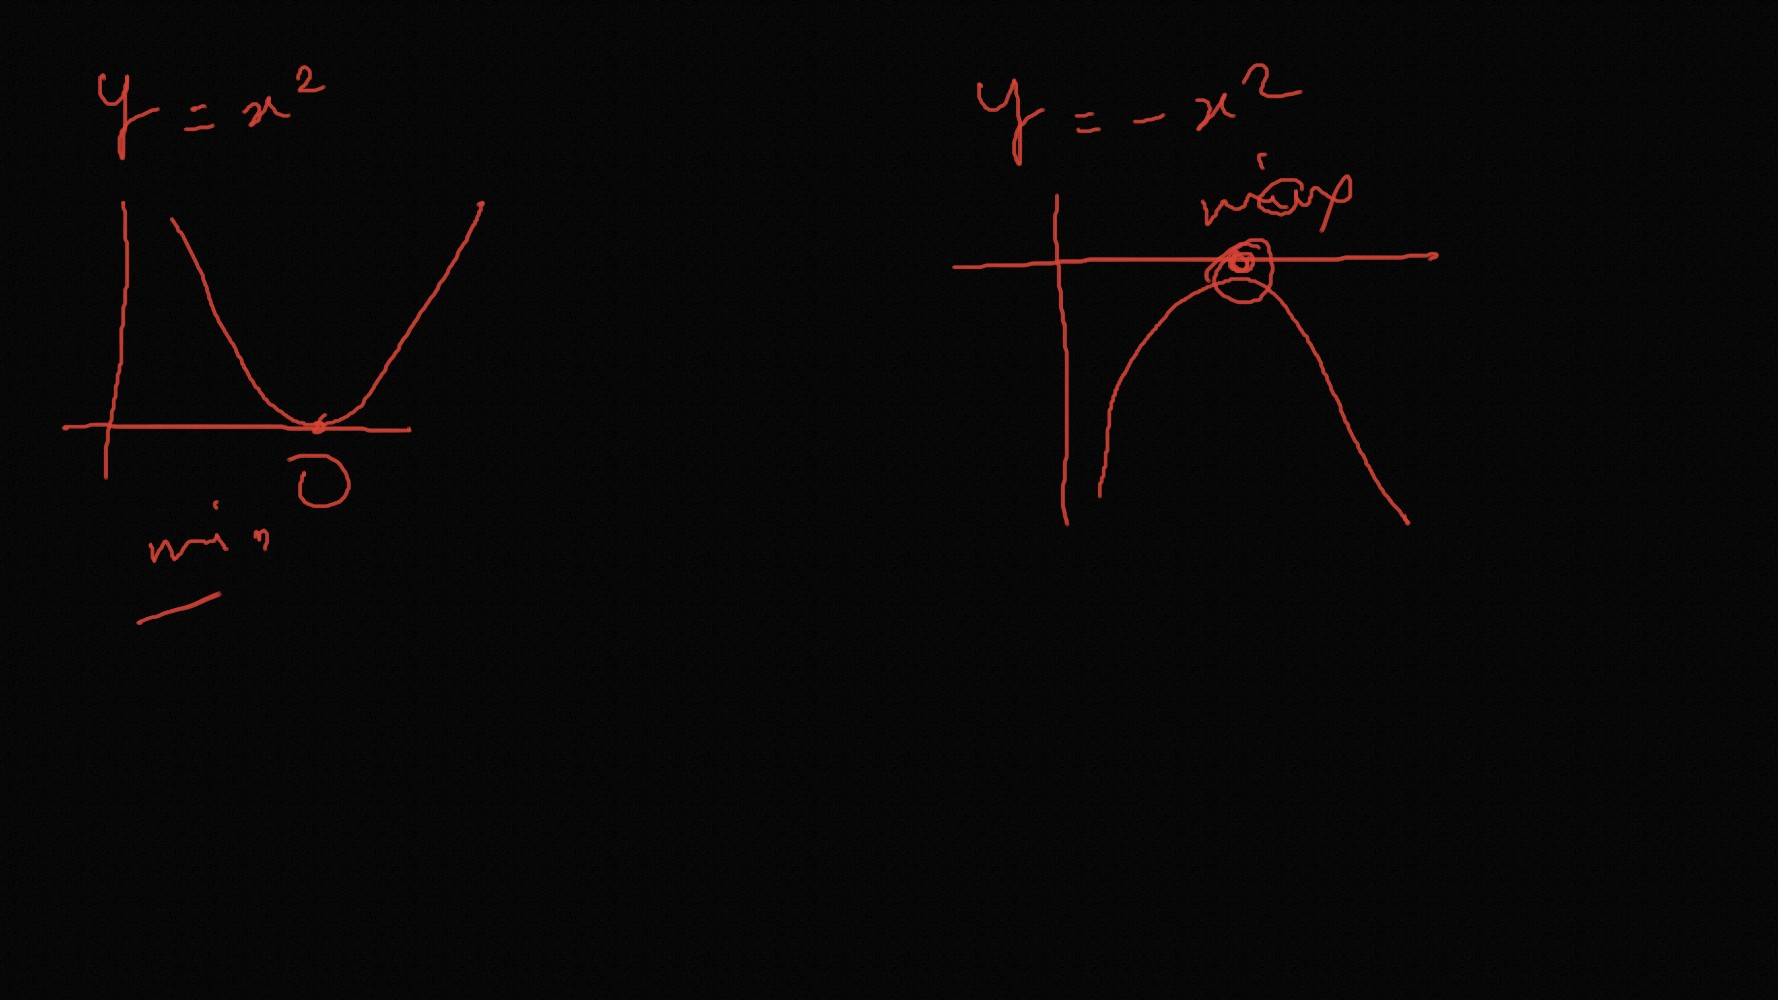 y = x²
0
min
y = - x²
max